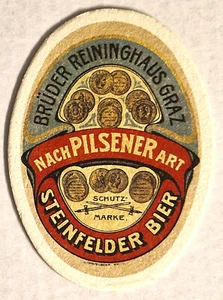 BRÜDER REININGHAUS GRAZ
NACH PILSENER ART
SCHUTZ-
MARKE.
STEINFELDER BIER